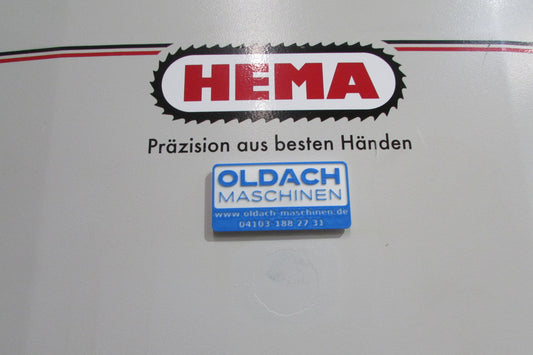 HEMA
Präzision aus besten Händen
OLDACH
MASCHINEN
www.oldach-maschinen.de
04103-188 27 31